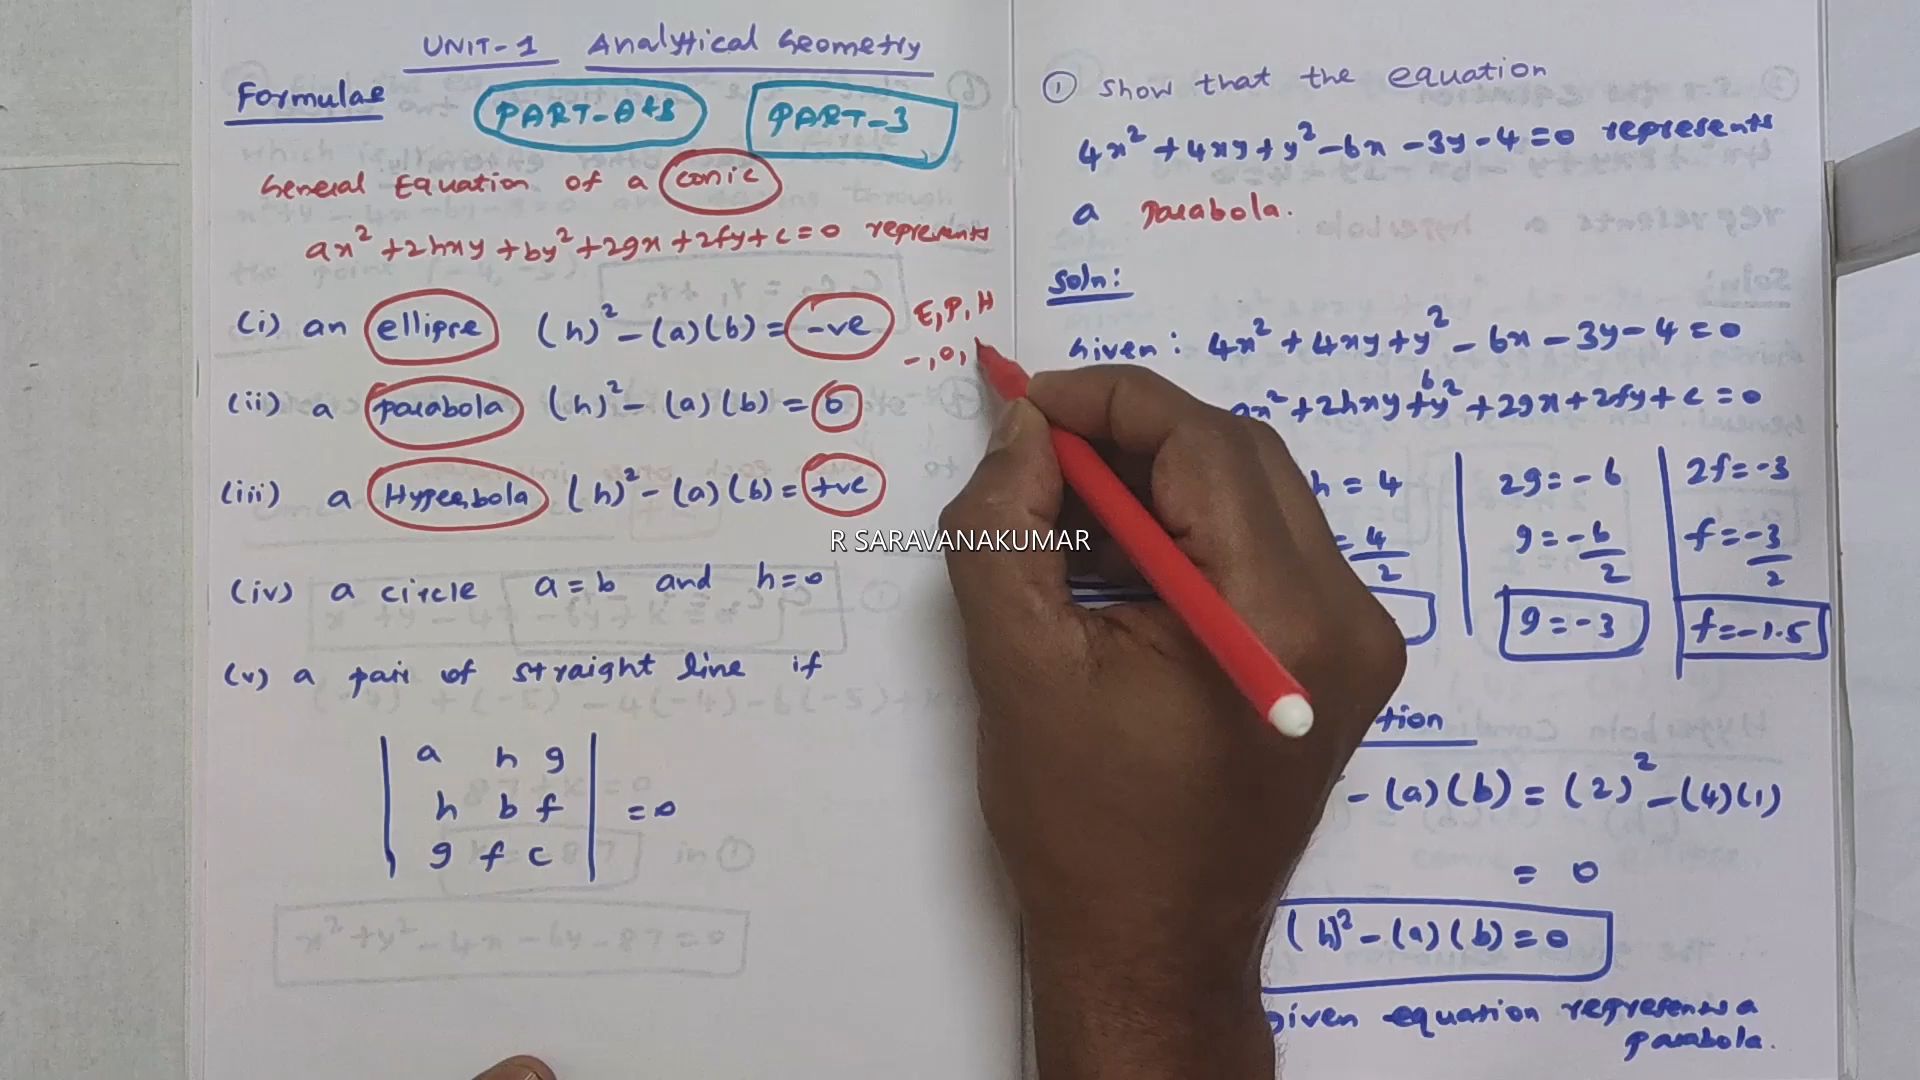 UNIT-1 Analytical Geometry
Formulae
PART-A&B PART-3
General Equation of a conic
ax² + 2hxy + by² + 2gx + 2fy + c = 0 represents
(i) an ellipse (h)² - (a)(b) = -ve
E, P, H
-, 0,
(ii) a parabola (h)² - (a)(b) = 0
(iii) a Hyperbola (h)² - (a)(b) = +ve
(iv) a circle a = b and h = 0
(v) a pair of straight line if
a h g
h b f = 0
g f c
① Show that the equation
4x² + 4xy + y² - 6x - 3y - 4 = 0 represents
a parabola.
Soln:
Given: 4x² + 4xy + y² - 6x - 3y - 4 = 0
ax² + 2hxy + by² + 2gx + 2fy + c = 0
h = 4 2g = -6 2f = -3
= 4/2 g = -6/2 f = -3/2
g = -3 f = -1.5
tion
- (a)(b) = (2)² - (4)(1)
= 0
(h)² - (a)(b) = 0
given equation represents a
parabola.
R SARAVANAKUMAR